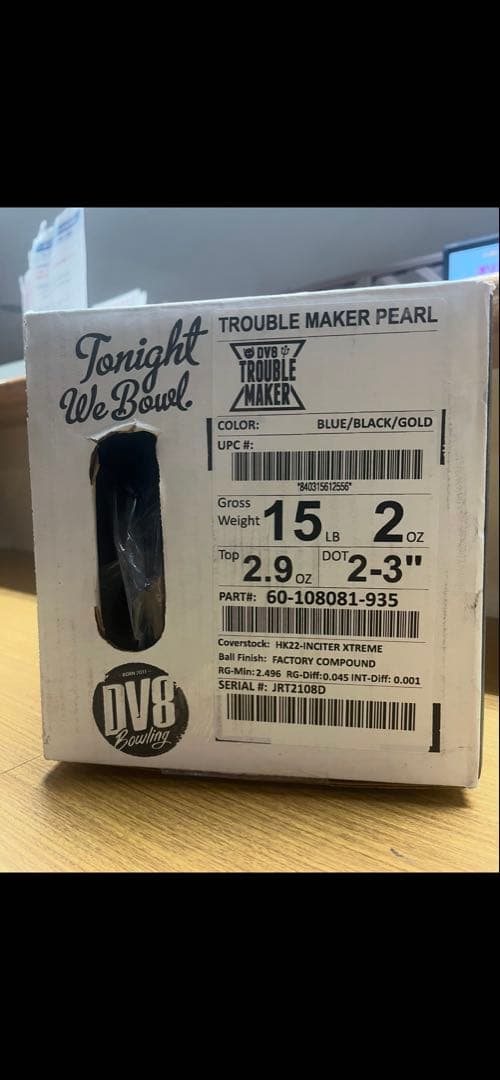 Tonight
We Bowl.
TROUBLE MAKER PEARL
DV8
TROUBLE
MAKER
COLOR: BLUE/BLACK/GOLD
UPC #:
*840315612556*
Gross
Weight 15 LB 2 OZ
Top 2.9 OZ DOT 2-3"
PART#: 60-108081-935
Coverstock: HK22-INCITER XTREME
Ball Finish: FACTORY COMPOUND
RG-Min: 2.496 RG-Diff: 0.045 INT-Diff: 0.001
SERIAL #: JRT2108D
BORN 2011
DV8
Bowling